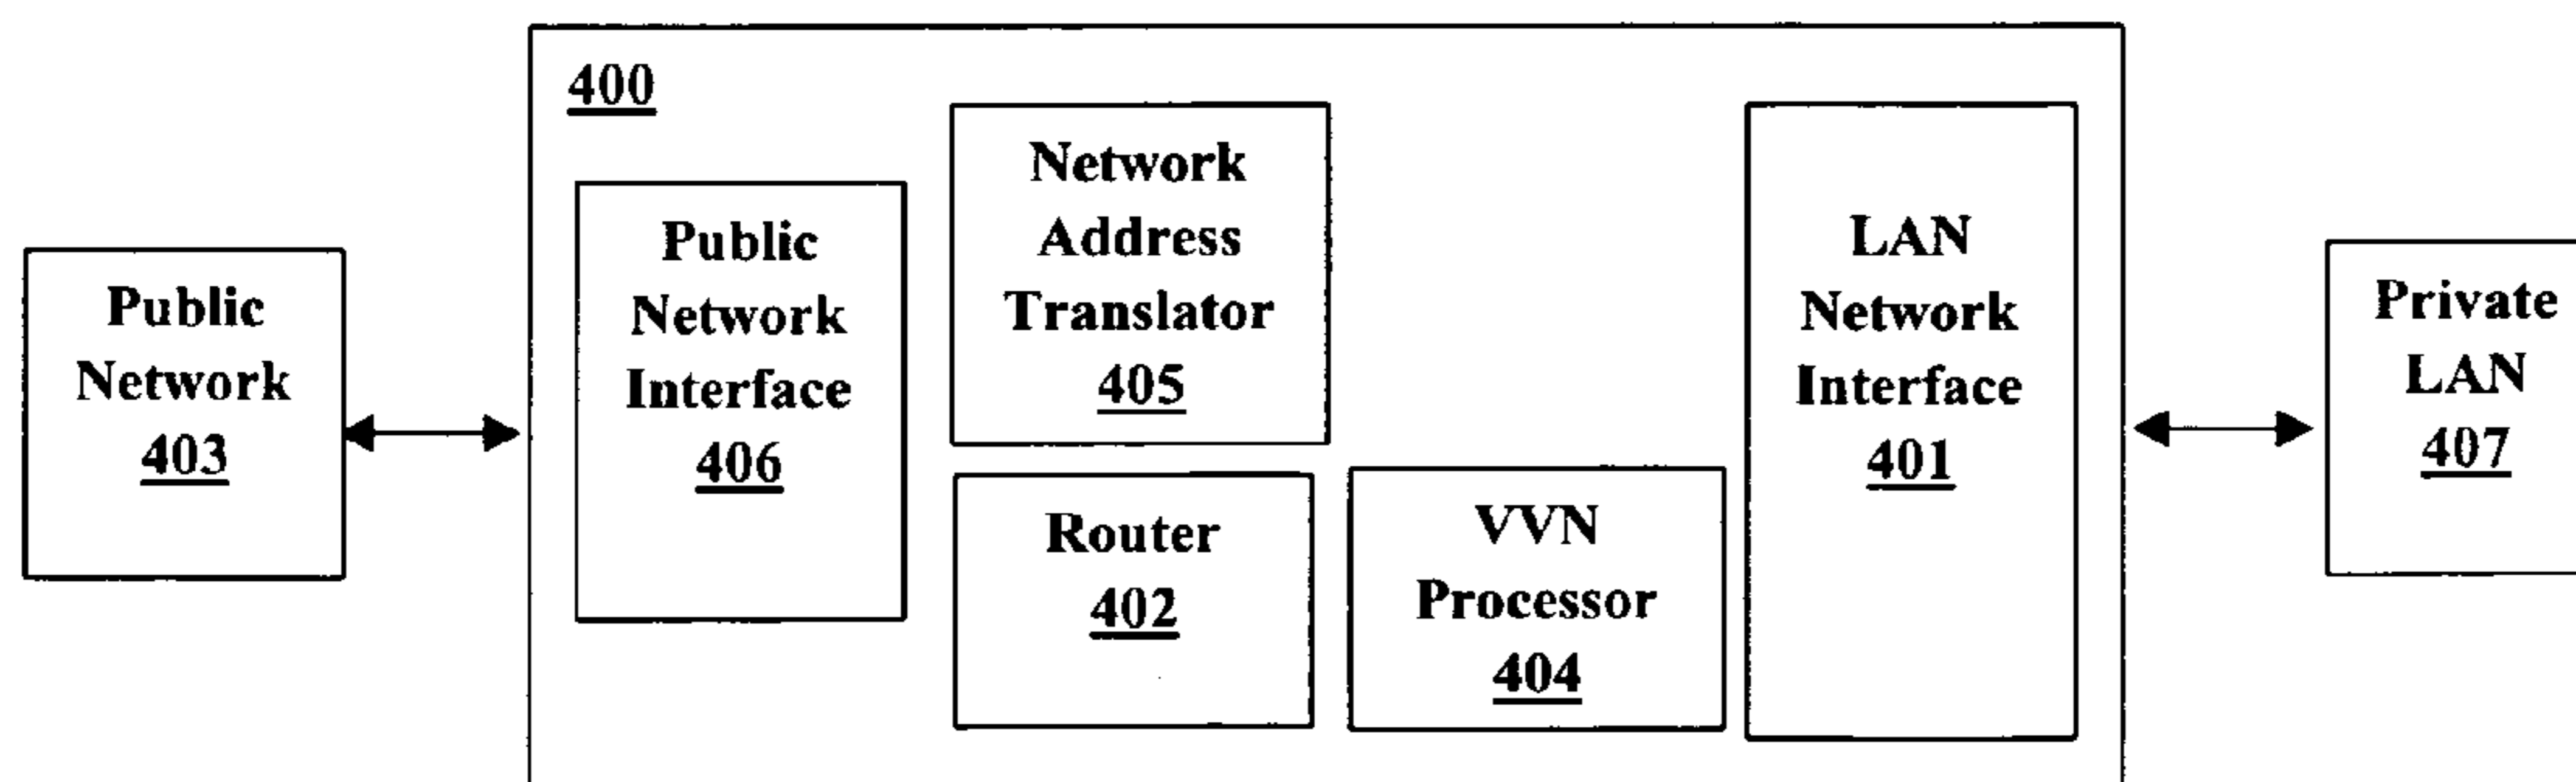 400
Public
Network
403
Public
Network
Interface
406
Network
Address
Translator
405
Router
402
VVN
Processor
404
LAN
Network
Interface
401
Private
LAN
407